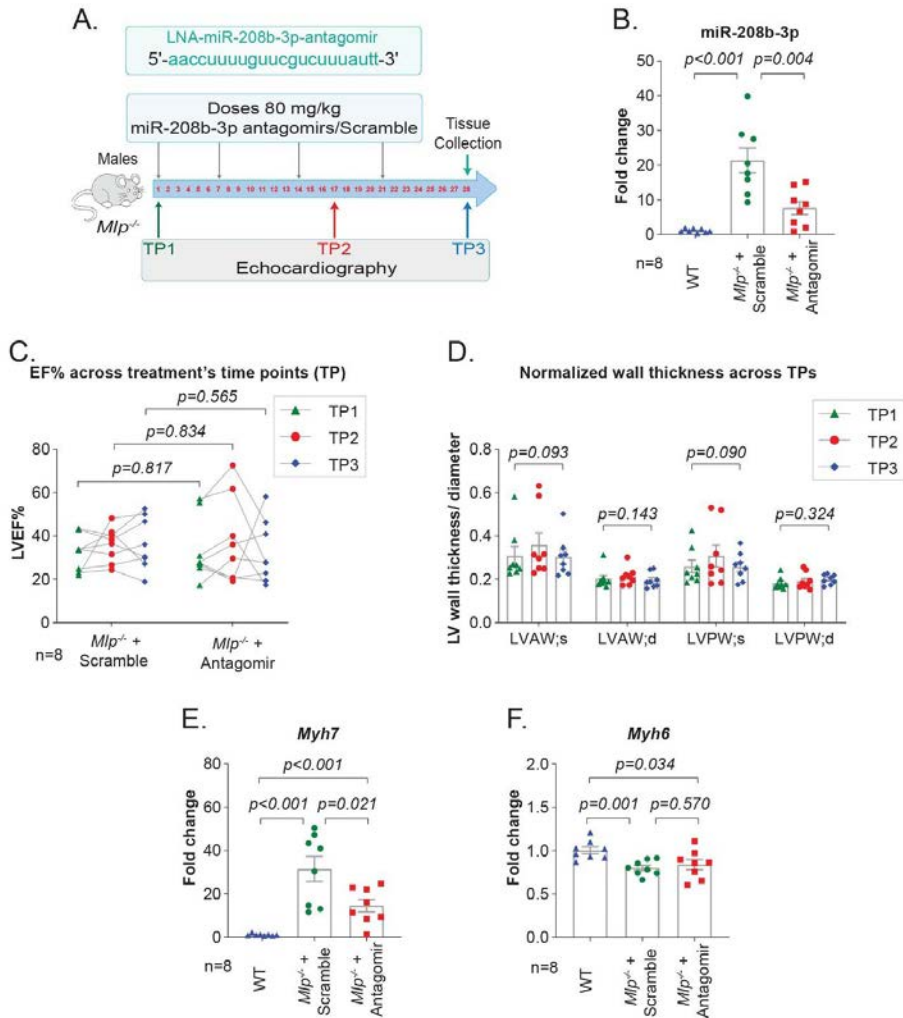 A.
LNA-miR-208b-3p-antagomir
5'-aaccuuuuguucgucuuuautt-3'
Doses 80 mg/kg
miR-208b-3p antagomirs/Scramble
Tissue
Collection
Males
Mlp-/-
1 2 3 4 5 6 7 8 9 10 11 12 13 14 15 16 17 18 19 20 21 22 23 24 25 26 27 28
TP1 TP2 TP3
Echocardiography
B.
miR-208b-3p
p<0.001 p=0.004
Fold change
50
40
30
20
10
0
n=8
WT
Mlp-/- +
Scramble
Mlp-/- +
Antagomir
C.
EF% across treatment's time points (TP)
p=0.565
p=0.834
p=0.817
TP1
TP2
TP3
LVEF%
80
60
40
20
0
n=8
Mlp-/- +
Scramble
Mlp-/- +
Antagomir
D.
Normalized wall thickness across TPs
TP1
TP2
TP3
LV wall thickness/ diameter
0.8
0.6
0.4
0.2
0.0
p=0.093
p=0.143
p=0.090
p=0.324
LVAW;s LVAW;d LVPW;s LVPW;d
E.
Myh7
p<0.001
p<0.001 p=0.021
Fold change
80
60
40
20
0
n=8
WT
Mlp-/- +
Scramble
Mlp-/- +
Antagomir
F.
Myh6
p=0.034
p=0.001 p=0.570
Fold change
2.0
1.5
1.0
0.5
0.0
n=8
WT
Mlp-/- +
Scramble
Mlp-/- +
Antagomir